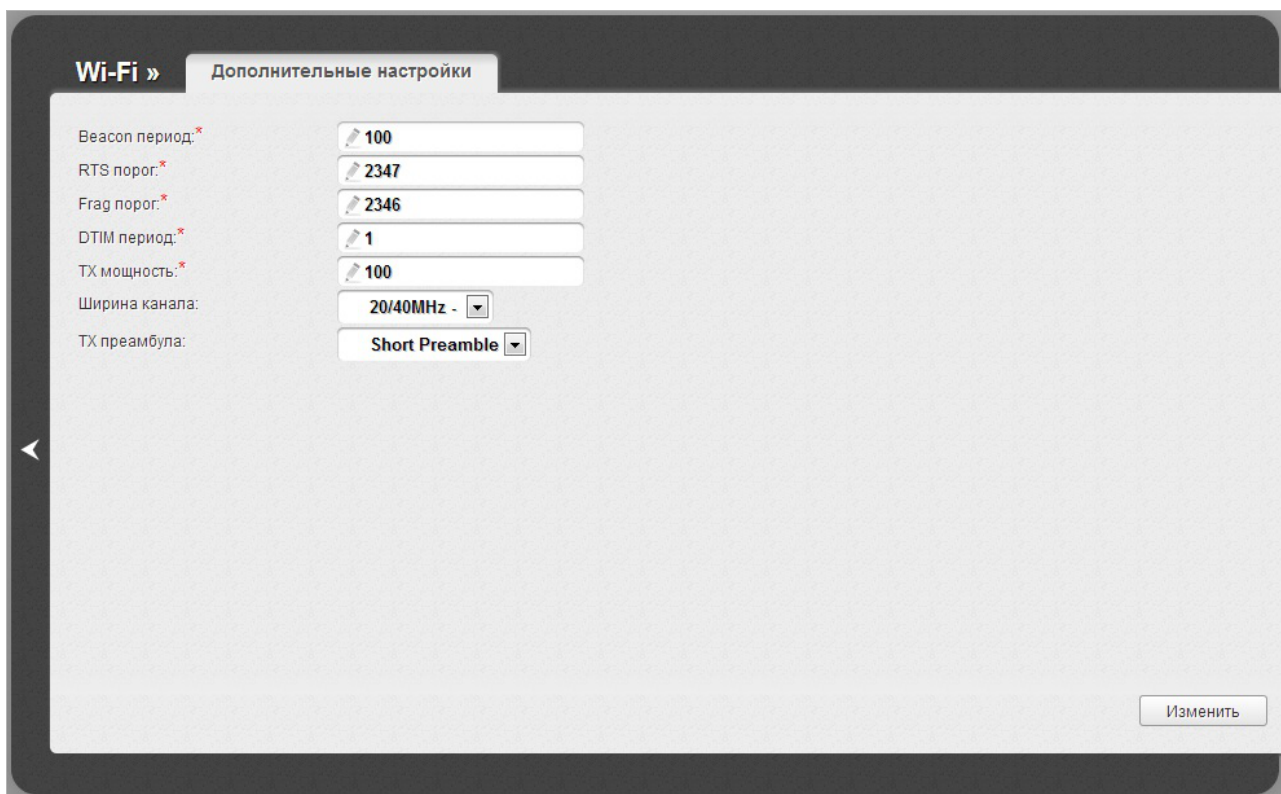 Wi-Fi » Дополнительные настройки
Beacon период:* 100
RTS порог:* 2347
Frag порог:* 2346
DTIM период:* 1
TX мощность:* 100
Ширина канала: 20/40MHz -
TX преамбула: Short Preamble
Изменить